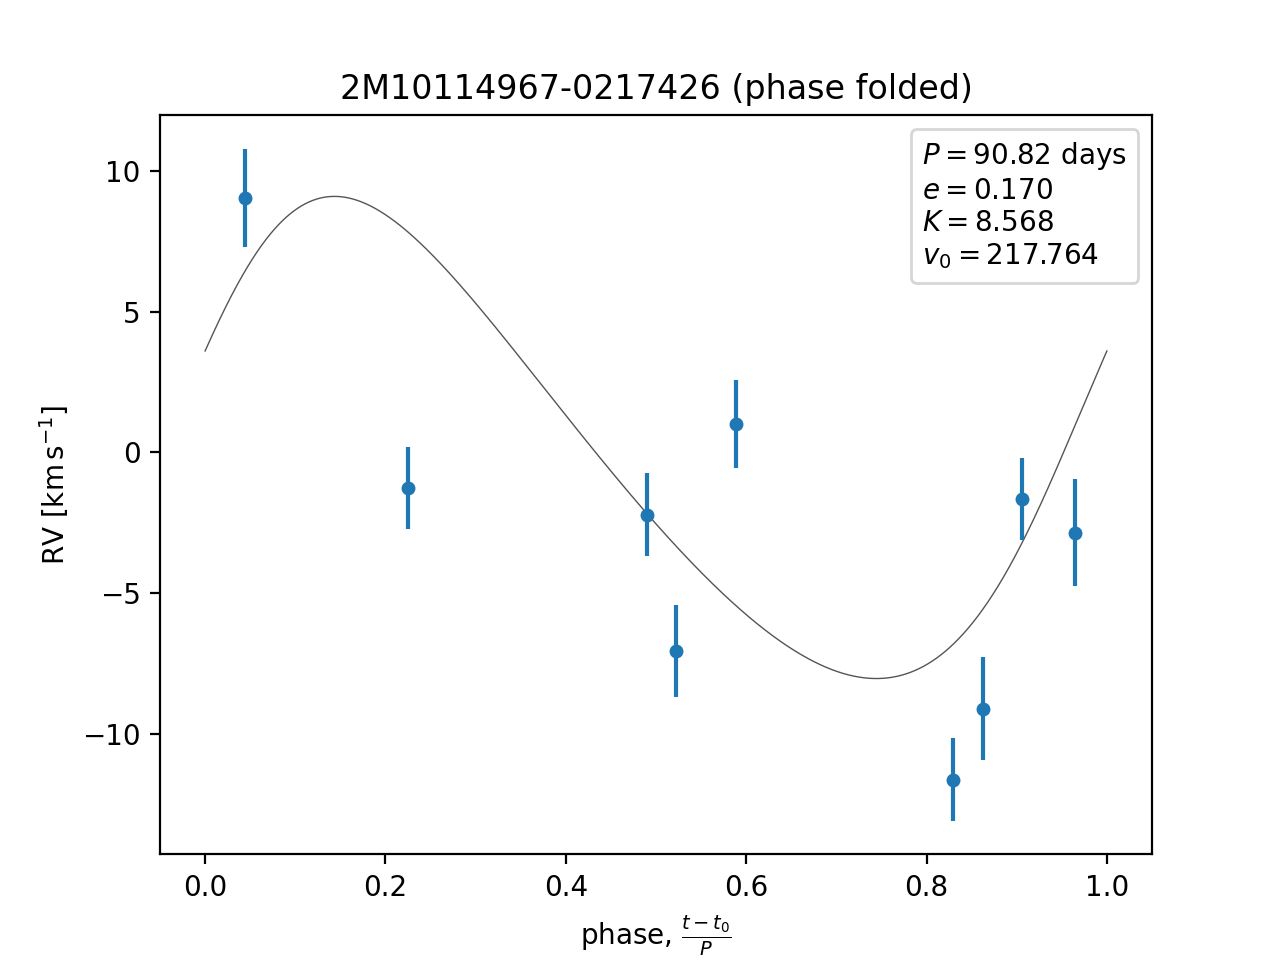 2M10114967-0217426 (phase folded)
P = 90.82 days
e = 0.170
K = 8.568
v₀ = 217.764
10
5
0
−5
−10
RV [km s⁻¹]
0.0 0.2 0.4 0.6 0.8 1.0
phase, (t − t₀)/P